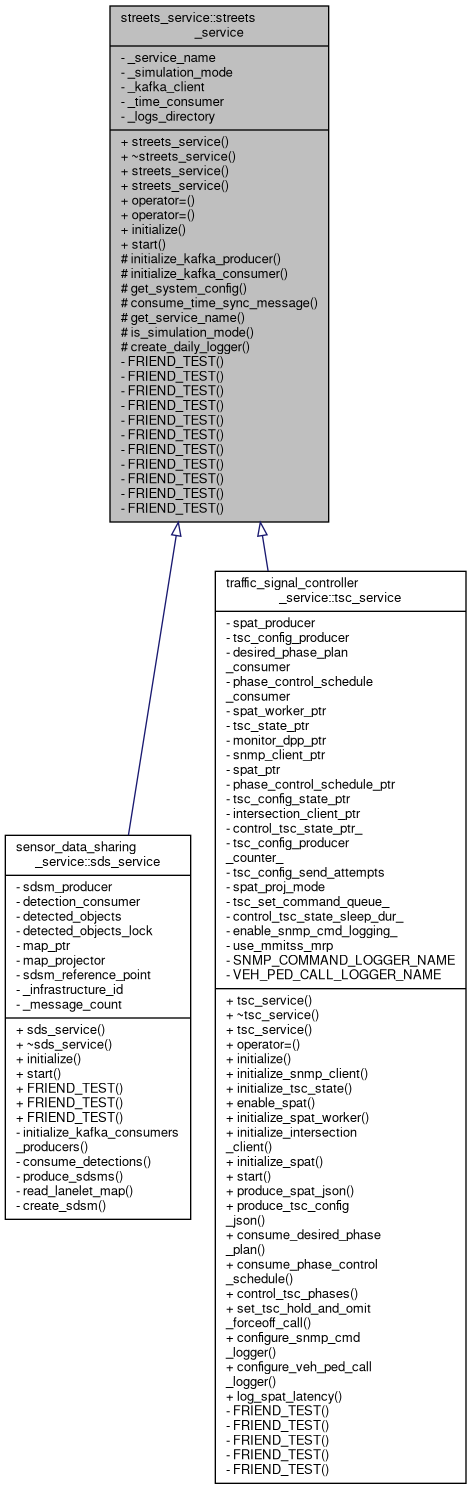 streets_service::streets
_service
- _service_name
- _simulation_mode
- _kafka_client
- _time_consumer
- _logs_directory
+ streets_service()
+ ~streets_service()
+ streets_service()
+ streets_service()
+ operator=()
+ operator=()
+ initialize()
+ start()
# initialize_kafka_producer()
# initialize_kafka_consumer()
# get_system_config()
# consume_time_sync_message()
# get_service_name()
# is_simulation_mode()
# create_daily_logger()
- FRIEND_TEST()
- FRIEND_TEST()
- FRIEND_TEST()
- FRIEND_TEST()
- FRIEND_TEST()
- FRIEND_TEST()
- FRIEND_TEST()
- FRIEND_TEST()
- FRIEND_TEST()
- FRIEND_TEST()
- FRIEND_TEST()
sensor_data_sharing
_service::sds_service
- sdsm_producer
- detection_consumer
- detected_objects
- detected_objects_lock
- map_ptr
- map_projector
- sdsm_reference_point
- _infrastructure_id
- _message_count
+ sds_service()
+ ~sds_service()
+ initialize()
+ start()
+ FRIEND_TEST()
+ FRIEND_TEST()
+ FRIEND_TEST()
- initialize_kafka_consumers
_producers()
- consume_detections()
- produce_sdsms()
- read_lanelet_map()
- create_sdsm()
traffic_signal_controller
_service::tsc_service
- spat_producer
- tsc_config_producer
- desired_phase_plan
_consumer
- phase_control_schedule
_consumer
- spat_worker_ptr
- tsc_state_ptr
- monitor_dpp_ptr
- snmp_client_ptr
- spat_ptr
- phase_control_schedule_ptr
- tsc_config_state_ptr
- intersection_client_ptr
- control_tsc_state_ptr_
- tsc_config_producer
_counter_
- tsc_config_send_attempts
- spat_proj_mode
- tsc_set_command_queue_
- control_tsc_state_sleep_dur_
- enable_snmp_cmd_logging_
- use_mmitss_mrp
- SNMP_COMMAND_LOGGER_NAME
- VEH_PED_CALL_LOGGER_NAME
+ tsc_service()
+ ~tsc_service()
+ tsc_service()
+ operator=()
+ initialize()
+ initialize_snmp_client()
+ initialize_tsc_state()
+ enable_spat()
+ initialize_spat_worker()
+ initialize_intersection
_client()
+ initialize_spat()
+ start()
+ produce_spat_json()
+ produce_tsc_config
_json()
+ consume_desired_phase
_plan()
+ consume_phase_control
_schedule()
+ control_tsc_phases()
+ set_tsc_hold_and_omit
_forceoff_call()
+ configure_snmp_cmd
_logger()
+ configure_veh_ped_call
_logger()
+ log_spat_latency()
- FRIEND_TEST()
- FRIEND_TEST()
- FRIEND_TEST()
- FRIEND_TEST()
- FRIEND_TEST()